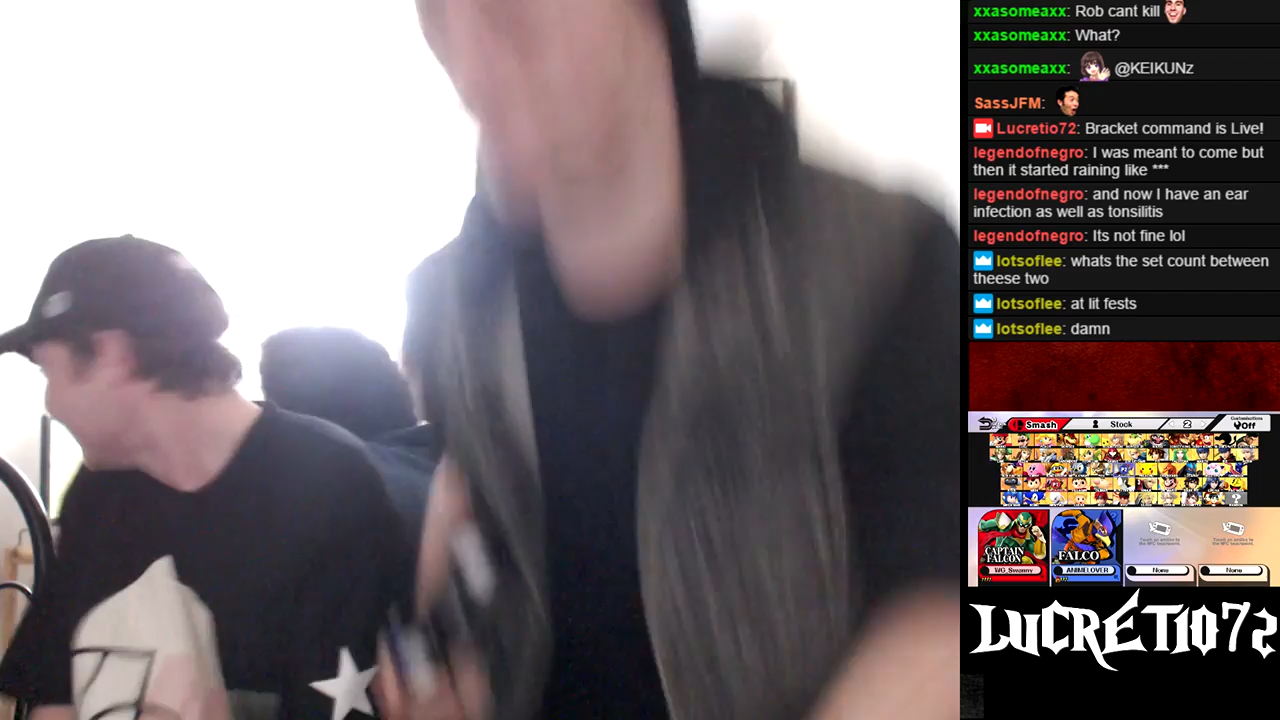 xxasomeaxx: Rob cant kill
xxasomeaxx: What?
xxasomeaxx: @KEIKUNz
SassJFM:
Lucretio72: Bracket command is Live!
legendofnegro: I was meant to come but
then it started raining like ***
legendofnegro: and now I have an ear
infection as well as tonsilitis
legendofnegro: Its not fine lol
lotsoflee: whats the set count between
theese two
lotsoflee: at lit fests
lotsoflee: damn
Smash
Stock
2
Customization
Off
CAPTAIN
FALCON
WG_Swanny
FALCO
ANIMELOVER
None
None
LUCRÉTIO72